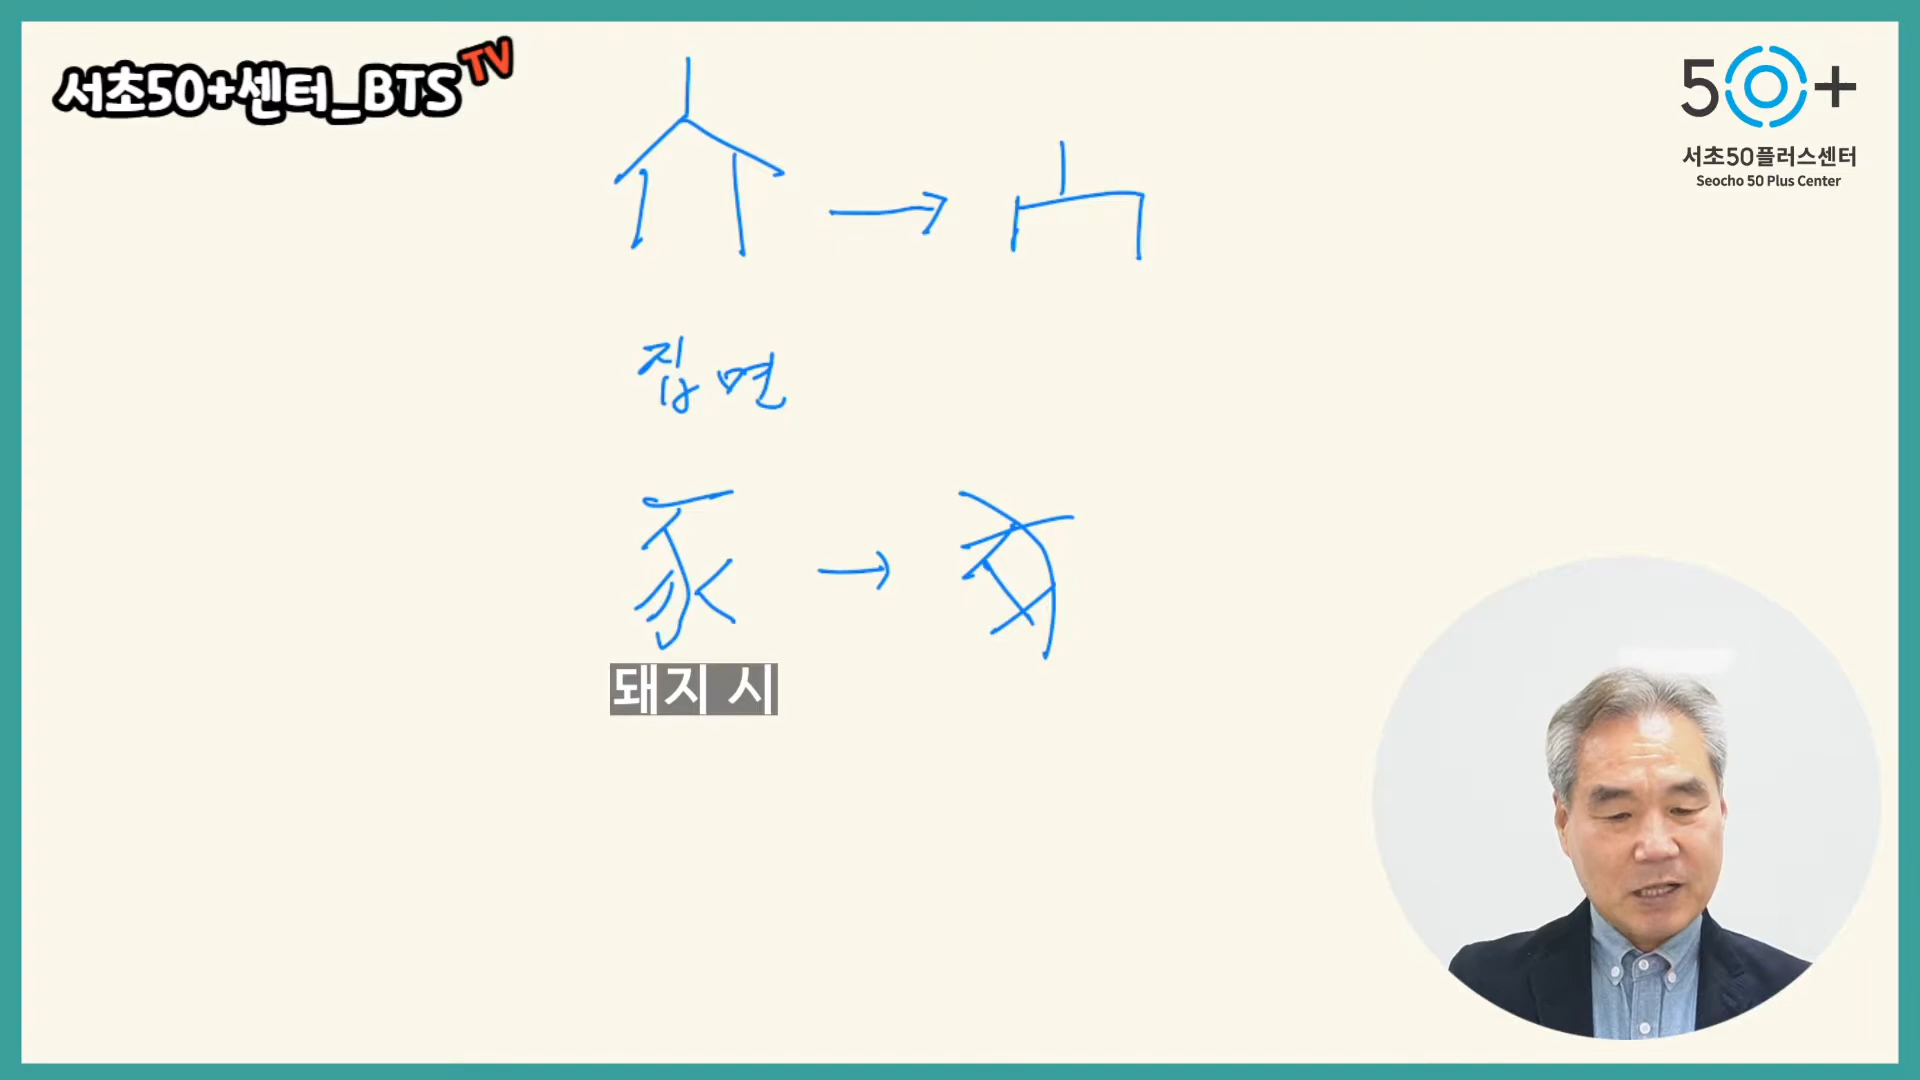 서초50+센터_BTS TV
50+
서초50플러스센터
Seocho 50 Plus Center
→ 宀
집 면
豕 →
돼지 시